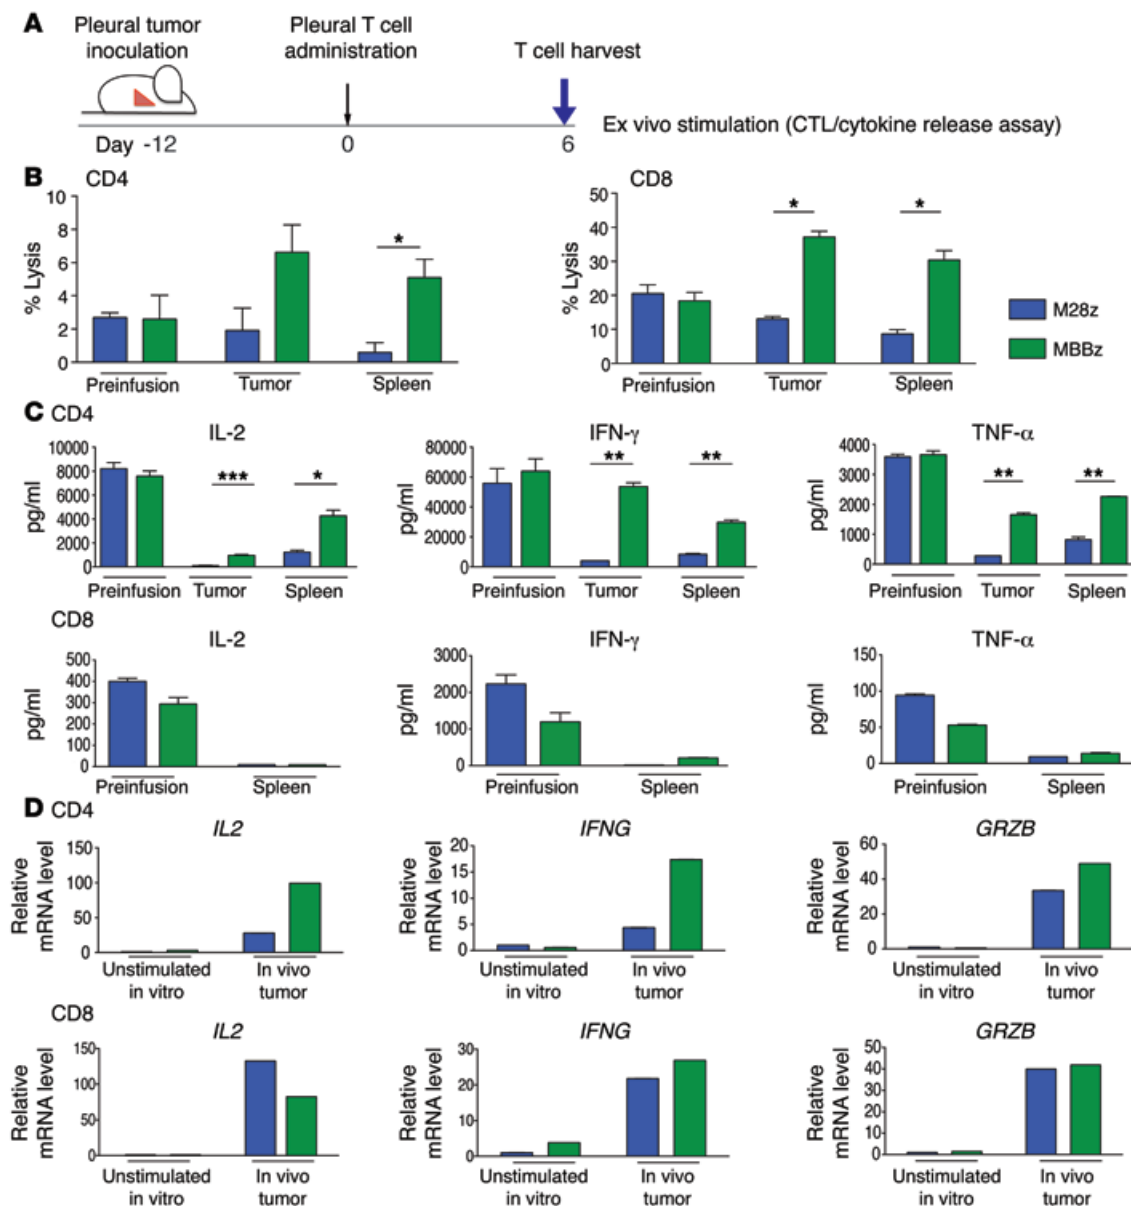 A
Pleural tumor
inoculation
Pleural T cell
administration
T cell harvest
Day -12
0
6
Ex vivo stimulation (CTL/cytokine release assay)
B
CD4
% Lysis
10
8
6
4
2
0
*
Preinfusion
Tumor
Spleen
CD8
% Lysis
50
40
30
20
10
0
*
*
Preinfusion
Tumor
Spleen
M28z
MBBz
C
CD4
IL-2
pg/ml
10000
8000
6000
4000
2000
0
***
*
Preinfusion
Tumor
Spleen
IFN-γ
pg/ml
80000
60000
40000
20000
0
**
**
Preinfusion
Tumor
Spleen
TNF-α
pg/ml
4000
3000
2000
1000
0
**
**
Preinfusion
Tumor
Spleen
CD8
IL-2
pg/ml
500
400
300
200
100
0
Preinfusion
Spleen
IFN-γ
pg/ml
3000
2000
1000
0
Preinfusion
Spleen
TNF-α
pg/ml
150
100
50
0
Preinfusion
Spleen
D
CD4
IL2
Relative
mRNA level
150
100
50
0
Unstimulated
in vitro
In vivo
tumor
IFNG
Relative
mRNA level
20
15
10
5
0
Unstimulated
in vitro
In vivo
tumor
GRZB
Relative
mRNA level
60
40
20
0
Unstimulated
in vitro
In vivo
tumor
CD8
IL2
Relative
mRNA level
150
100
50
0
Unstimulated
in vitro
In vivo
tumor
IFNG
Relative
mRNA level
30
20
10
0
Unstimulated
in vitro
In vivo
tumor
GRZB
Relative
mRNA level
50
40
30
20
10
0
Unstimulated
in vitro
In vivo
tumor